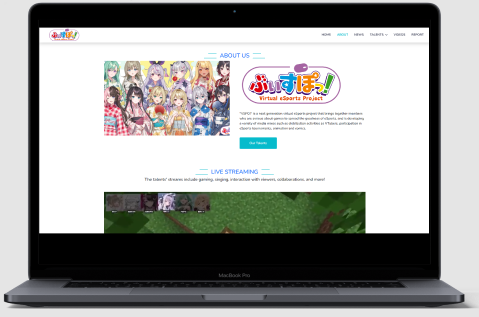 ぶいすぽっ!
HOME ABOUT NEWS TALENTS VIDEOS REPORT
ABOUT US
ぶいすぽっ!
Virtual eSports Project
"VSPO!" is a next generation virtual eSports project that brings together members
who are serious about games to spread the greatness of eSports, and is developing
a variety of media mixes such as distribution activities as VTubers, participation in
eSports tournaments, animation and comics.
Our Talents
LIVE STREAMING
The talents' streams include gaming, singing, interaction with viewers, collaborations, and more!
MacBook Pro